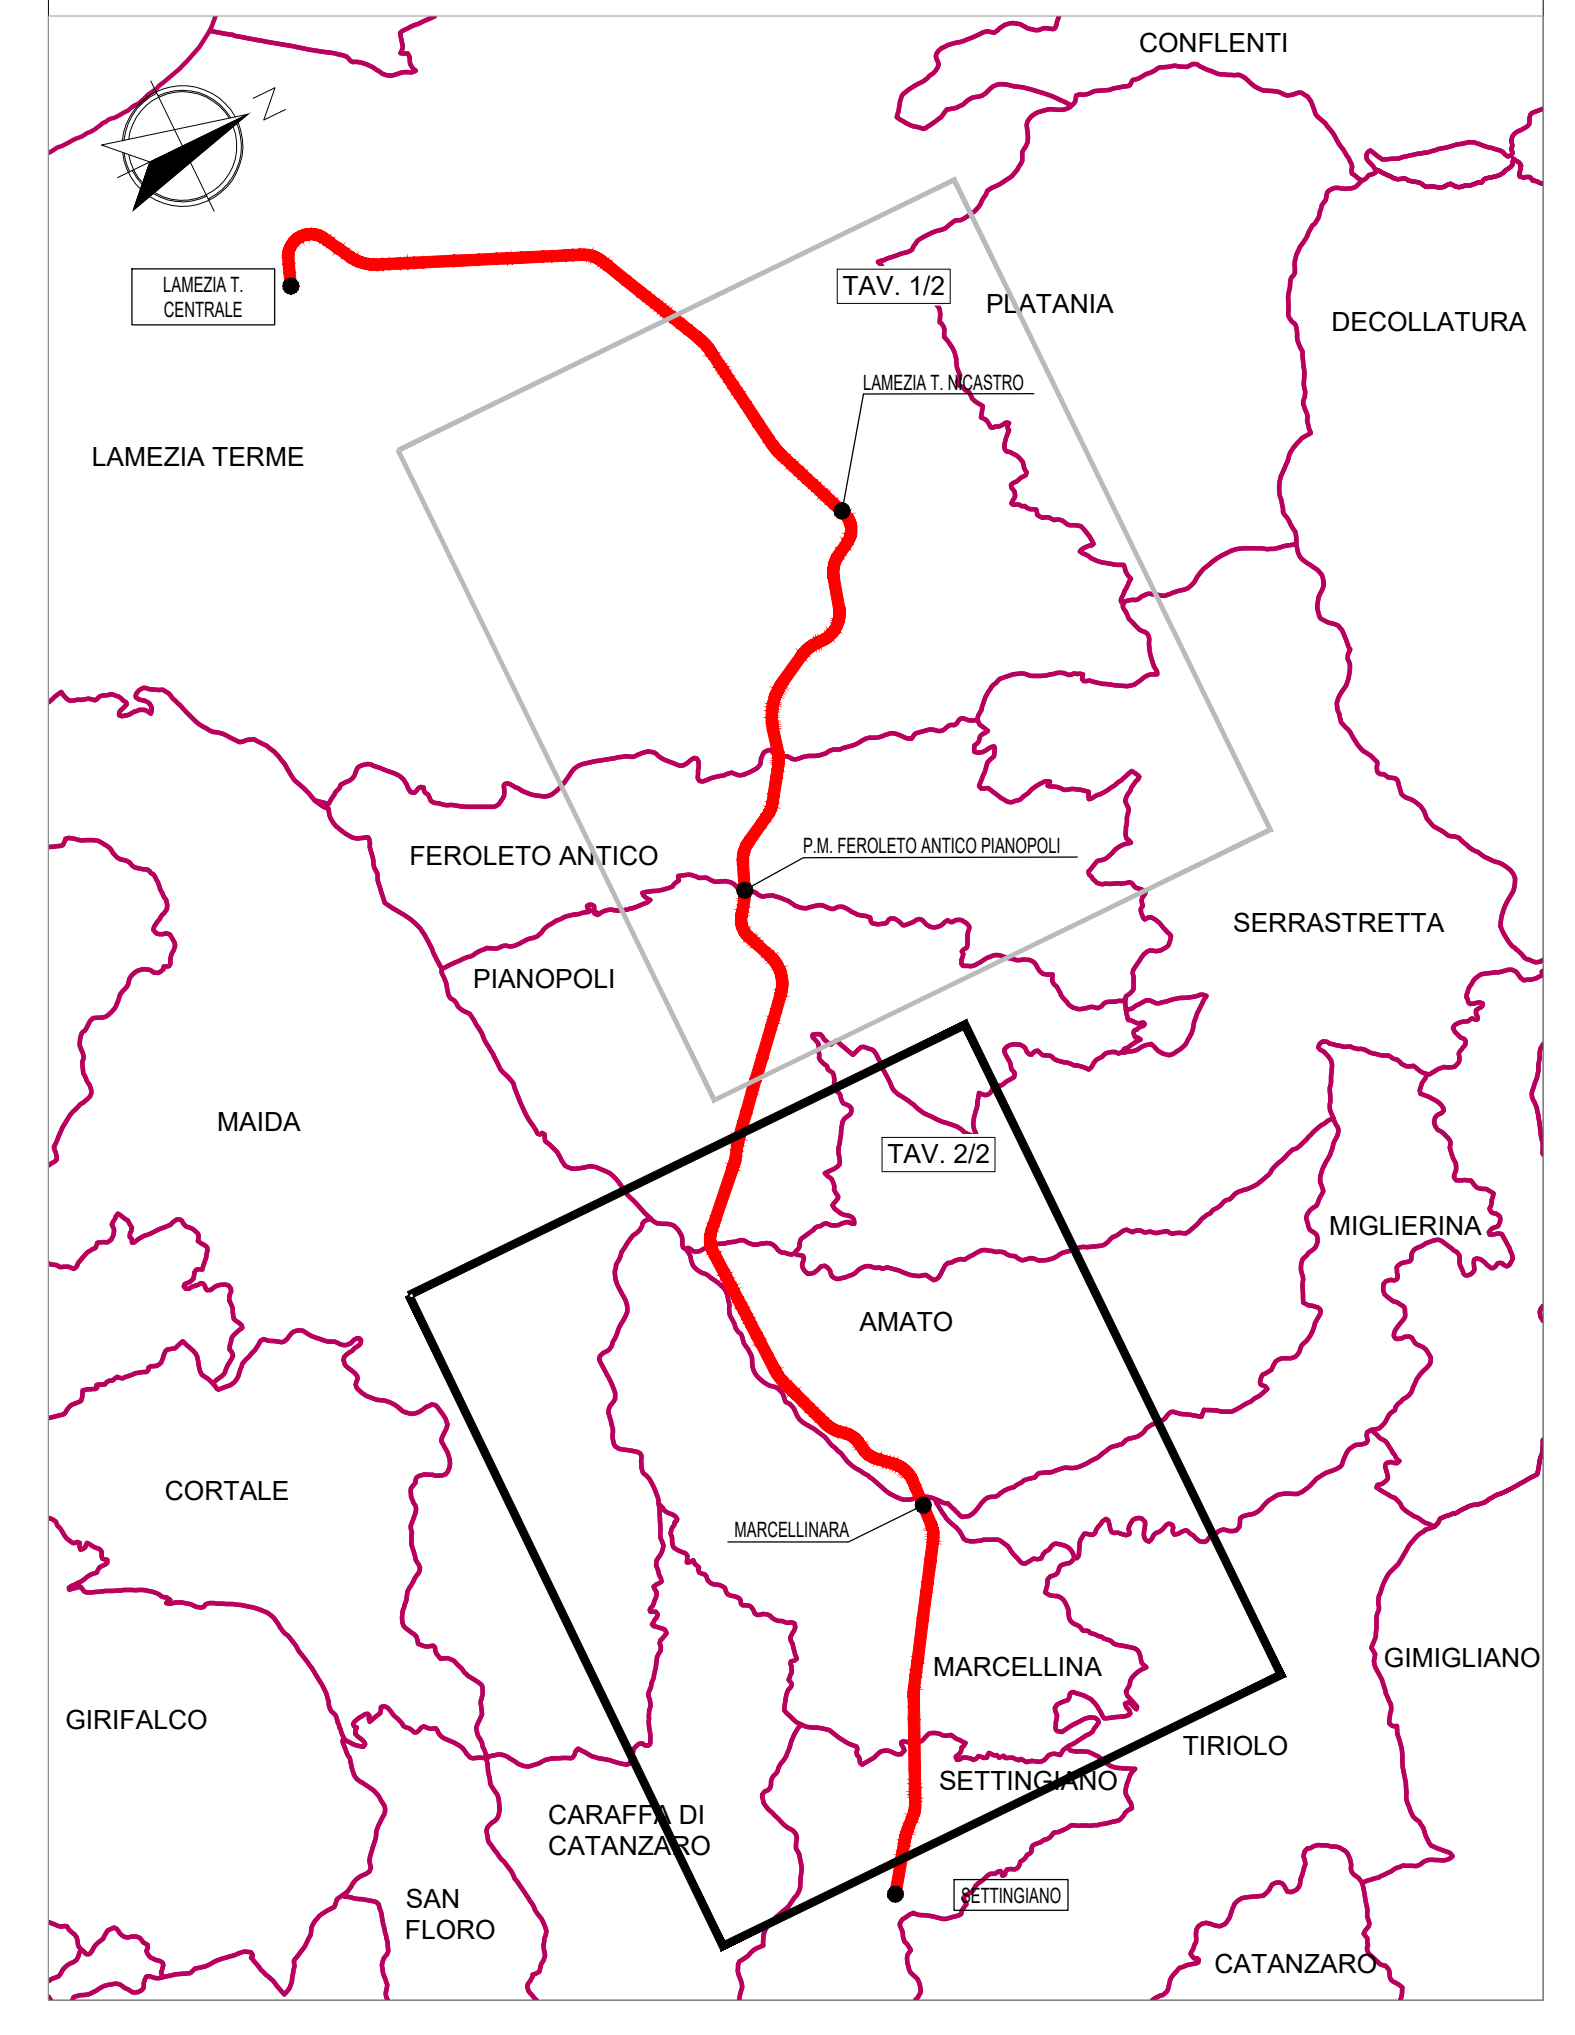 CONFLENTI
N
LAMEZIA T.
CENTRALE
TAV. 1/2
PLATANIA
DECOLLATURA
LAMEZIA T. NICASTRO
LAMEZIA TERME
P.M. FEROLETO ANTICO PIANOPOLI
FEROLETO ANTICO
SERRASTRETTA
PIANOPOLI
MAIDA
TAV. 2/2
MIGLIERINA
AMATO
CORTALE
MARCELLINARA
MARCELLINA
GIMIGLIANO
GIRIFALCO
TIRIOLO
SETTINGIANO
CARAFFA DI
CATANZARO
SETTINGIANO
SAN
FLORO
CATANZARO